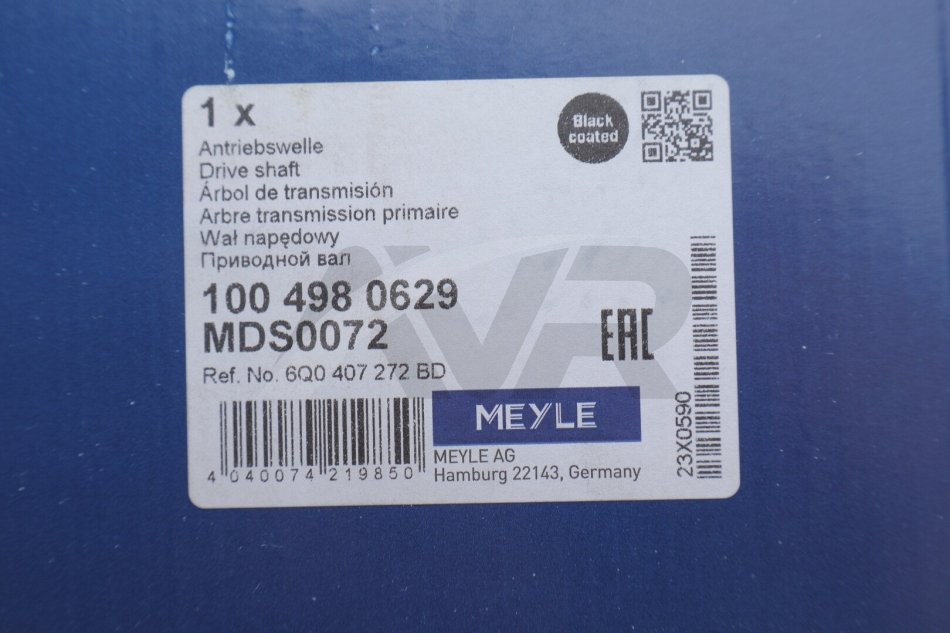 1 x
Black
coated
Antriebswelle
Drive shaft
Árbol de transmisión
Arbre transmission primaire
Wał napędowy
Приводной вал
100 498 0629
MDS0072
Ref. No. 6Q0 407 272 BD
EAC
MEYLE
MEYLE AG
Hamburg 22143, Germany
4 040074 219850
23X0590
AVR